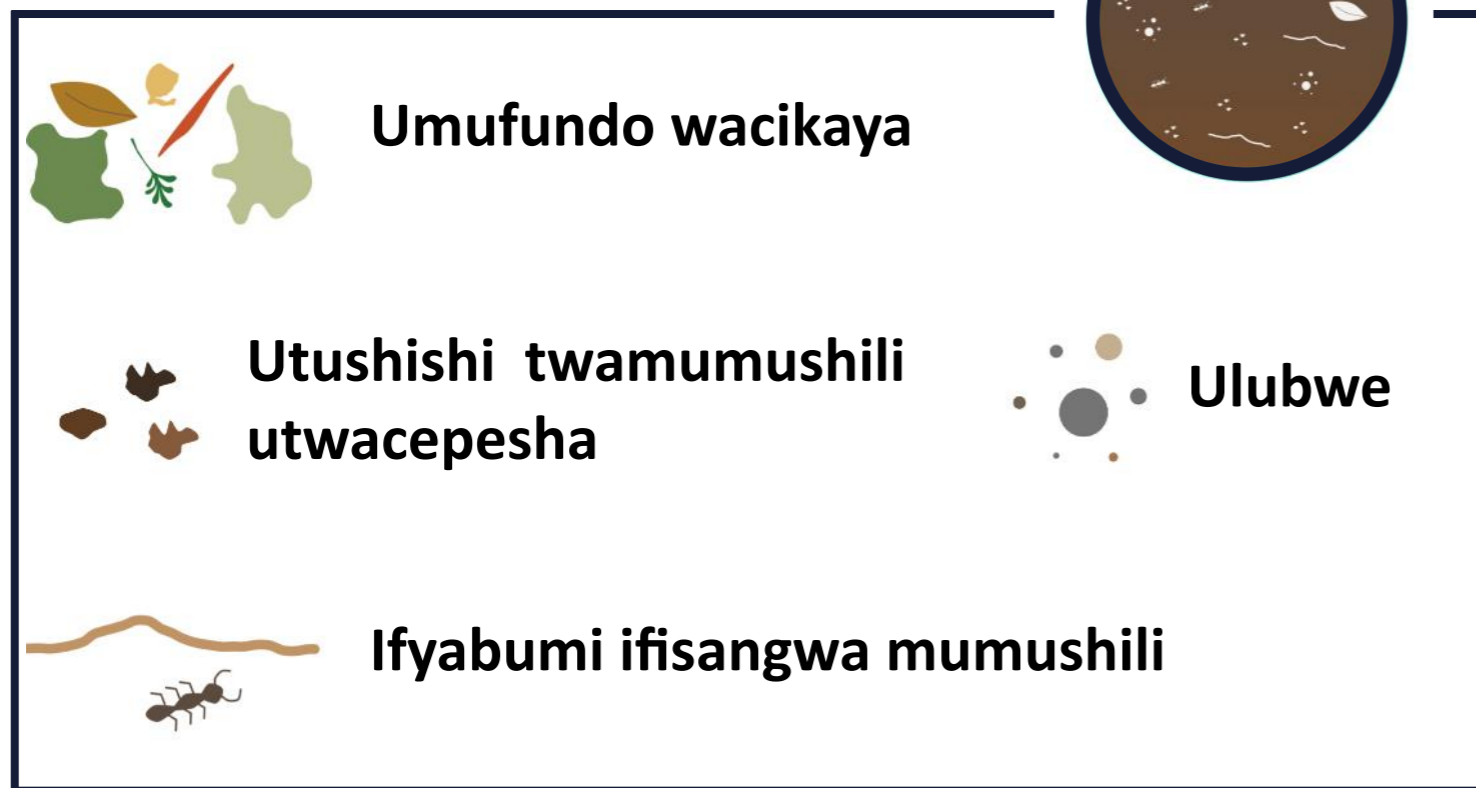 Umufundo wacikaya
Utushishi twamumushili
utwacepesha
Ulubwe
Ifyabumi ifisangwa mumushili